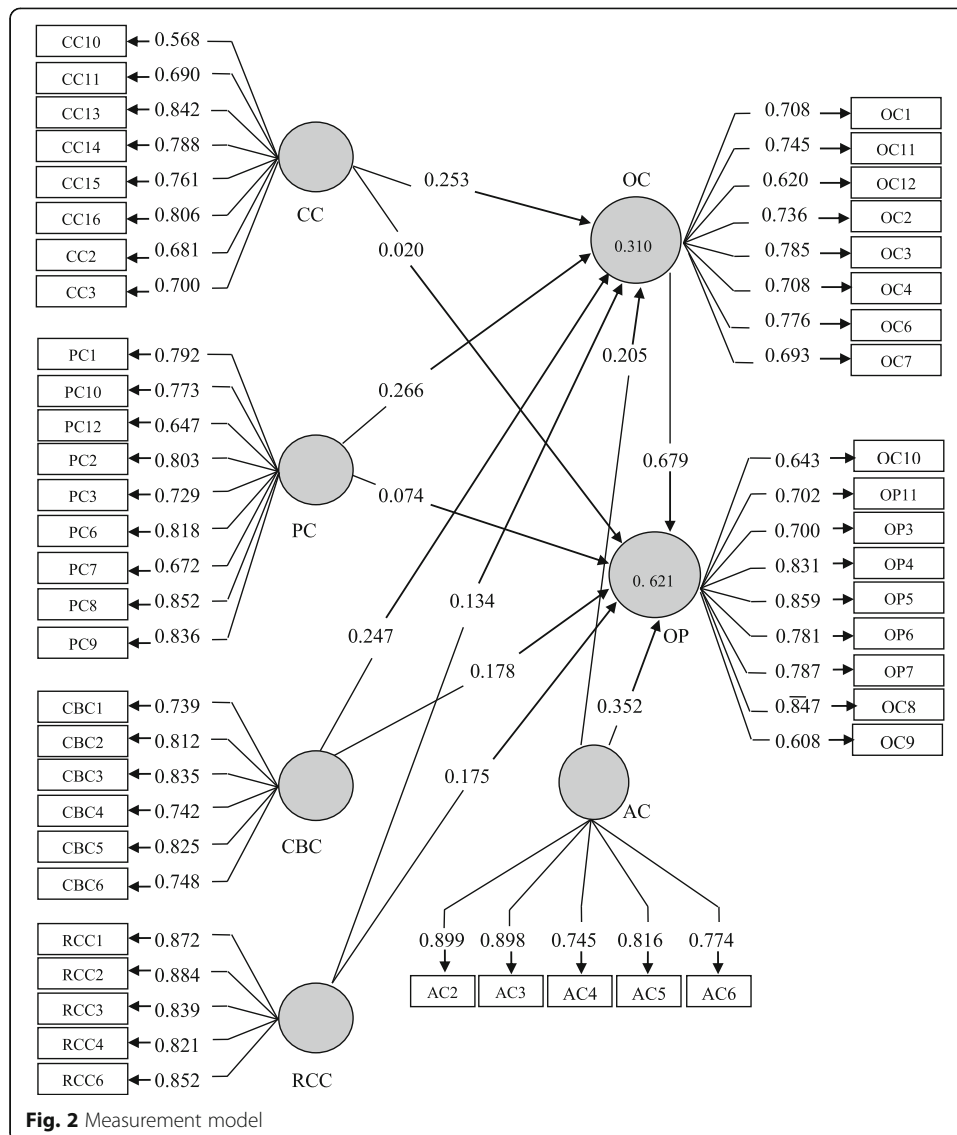 CC10 0.568
CC11 0.690
CC13 0.842
CC14 0.788
CC15 0.761
CC16 0.806
CC2 0.681
CC3 0.700
CC
PC1 0.792
PC10 0.773
PC12 0.647
PC2 0.803
PC3 0.729
PC6 0.818
PC7 0.672
PC8 0.852
PC9 0.836
PC
CBC1 0.739
CBC2 0.812
CBC3 0.835
CBC4 0.742
CBC5 0.825
CBC6 0.748
CBC
RCC1 0.872
RCC2 0.884
RCC3 0.839
RCC4 0.821
RCC6 0.852
RCC
0.253
0.020
0.266
0.074
0.247
0.178
0.134
0.175
0.205
0.352
0.679
OC
0.310
0.708 OC1
0.745 OC11
0.620 OC12
0.736 OC2
0.785 OC3
0.708 OC4
0.776 OC6
0.693 OC7
0. 621
OP
0.643 OC10
0.702 OP11
0.700 OP3
0.831 OP4
0.859 OP5
0.781 OP6
0.787 OP7
0.847 OC8
0.608 OC9
AC
0.899 0.898 0.745 0.816 0.774
AC2 AC3 AC4 AC5 AC6
Fig. 2 Measurement model